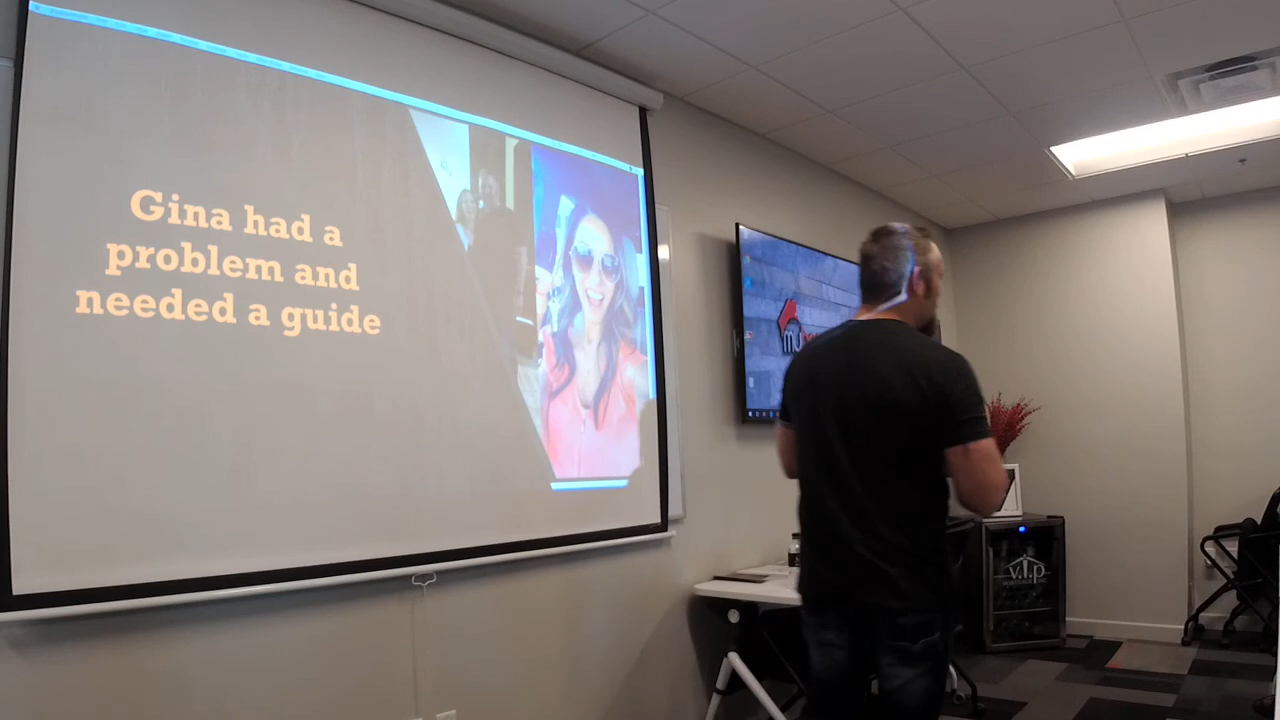 Gina had a
problem and
needed a guide
v.i.p